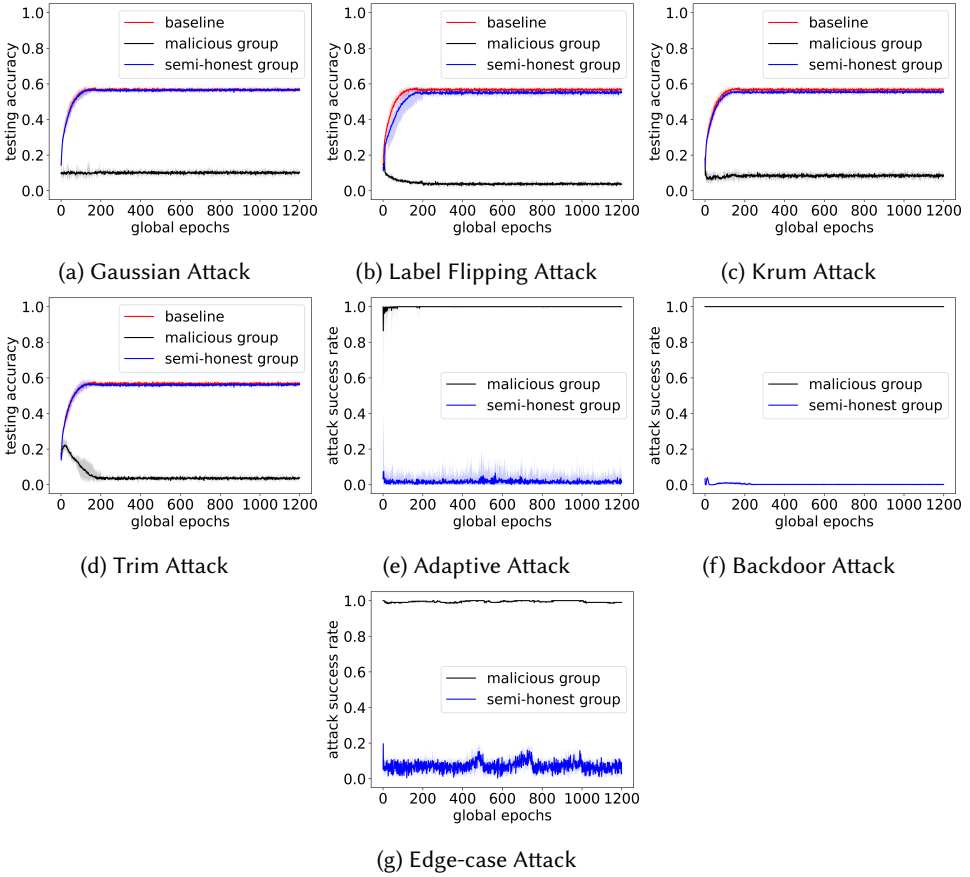 1.0
0.8
0.6
0.4
0.2
0.0
testing accuracy
baseline
malicious group
semi-honest group
0 200 400 600 800 1000 1200
global epochs
(a) Gaussian Attack
1.0
0.8
0.6
0.4
0.2
0.0
testing accuracy
baseline
malicious group
semi-honest group
0 200 400 600 800 1000 1200
global epochs
(b) Label Flipping Attack
1.0
0.8
0.6
0.4
0.2
0.0
testing accuracy
baseline
malicious group
semi-honest group
0 200 400 600 800 1000 1200
global epochs
(c) Krum Attack
1.0
0.8
0.6
0.4
0.2
0.0
testing accuracy
baseline
malicious group
semi-honest group
0 200 400 600 800 1000 1200
global epochs
(d) Trim Attack
1.0
0.8
0.6
0.4
0.2
0.0
attack success rate
malicious group
semi-honest group
0 200 400 600 800 1000 1200
global epochs
(e) Adaptive Attack
1.0
0.8
0.6
0.4
0.2
0.0
attack success rate
malicious group
semi-honest group
0 200 400 600 800 1000 1200
global epochs
(f) Backdoor Attack
1.0
0.8
0.6
0.4
0.2
0.0
attack success rate
malicious group
semi-honest group
0 200 400 600 800 1000 1200
global epochs
(g) Edge-case Attack